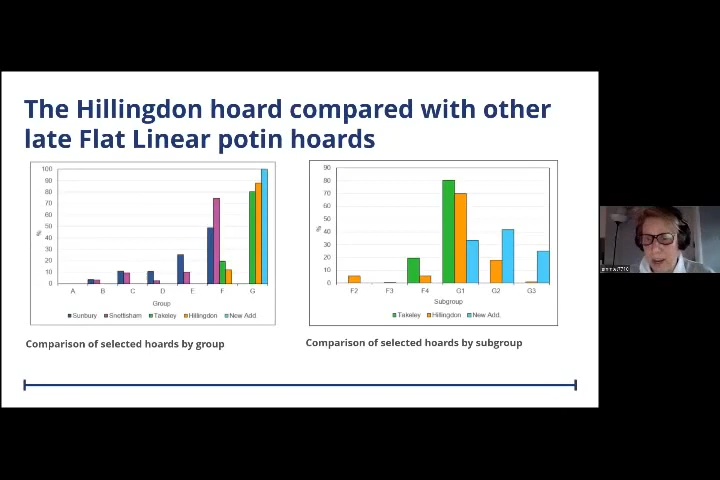 The Hillingdon hoard compared with other
late Flat Linear potin hoards
100
90
80
70
60
50
40
30
20
10
0
%
A B C D E F G
Group
Sunbury Snettisham Takeley Hillingdon New Add
Comparison of selected hoards by group
90
80
70
60
50
40
30
20
10
0
%
F2 F3 F4 G1 G2 G3
Subgroup
Takeley Hillingdon New Add.
Comparison of selected hoards by subgroup